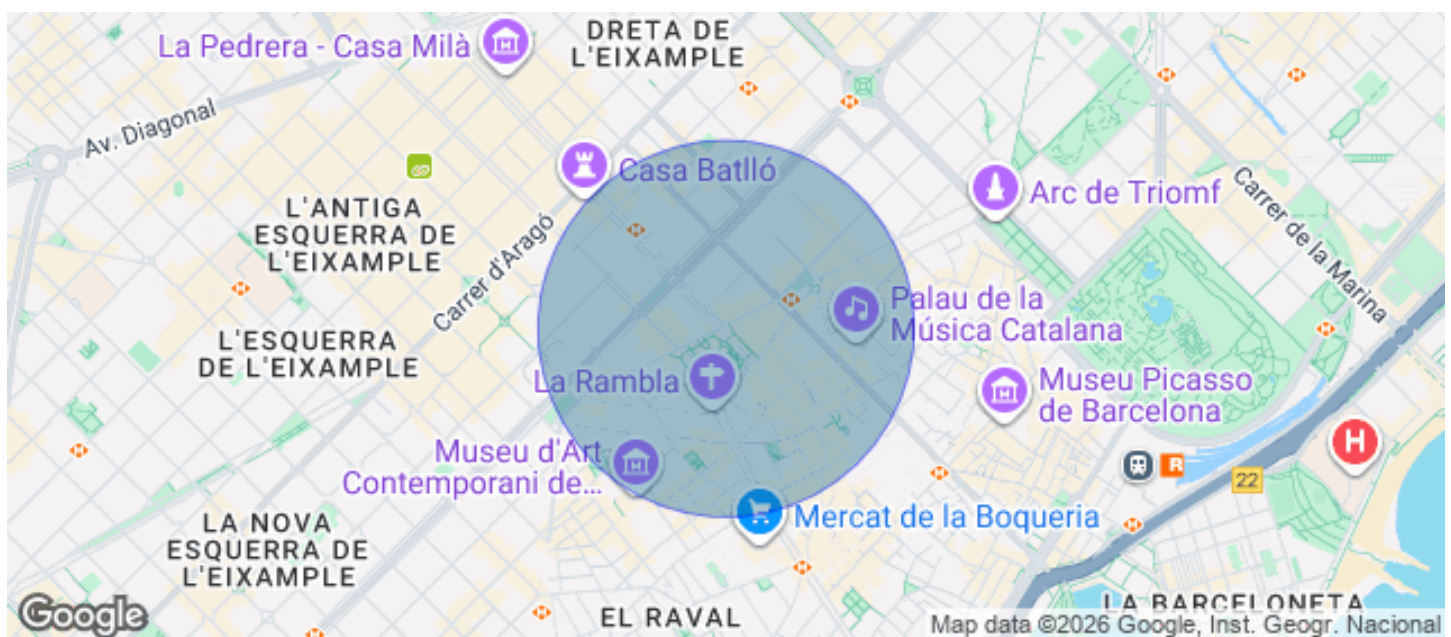 DRETA DE
L'EIXAMPLE
La Pedrera - Casa Milà
Av. Diagonal
Casa Batlló
Arc de Triomf
Carrer de la Marina
L'ANTIGA
ESQUERRA DE
L'EIXAMPLE
Carrer d'Aragó
Palau de la
Música Catalana
L'ESQUERRA
DE L'EIXAMPLE
La Rambla
Museu Picasso
de Barcelona
Museu d'Art
Contemporani de...
H
R
22
Mercat de la Boqueria
LA NOVA
ESQUERRA DE
L'EIXAMPLE
EL RAVAL
LA BARCELONETA
Google
Map data ©2026 Google, Inst. Geogr. Nacional